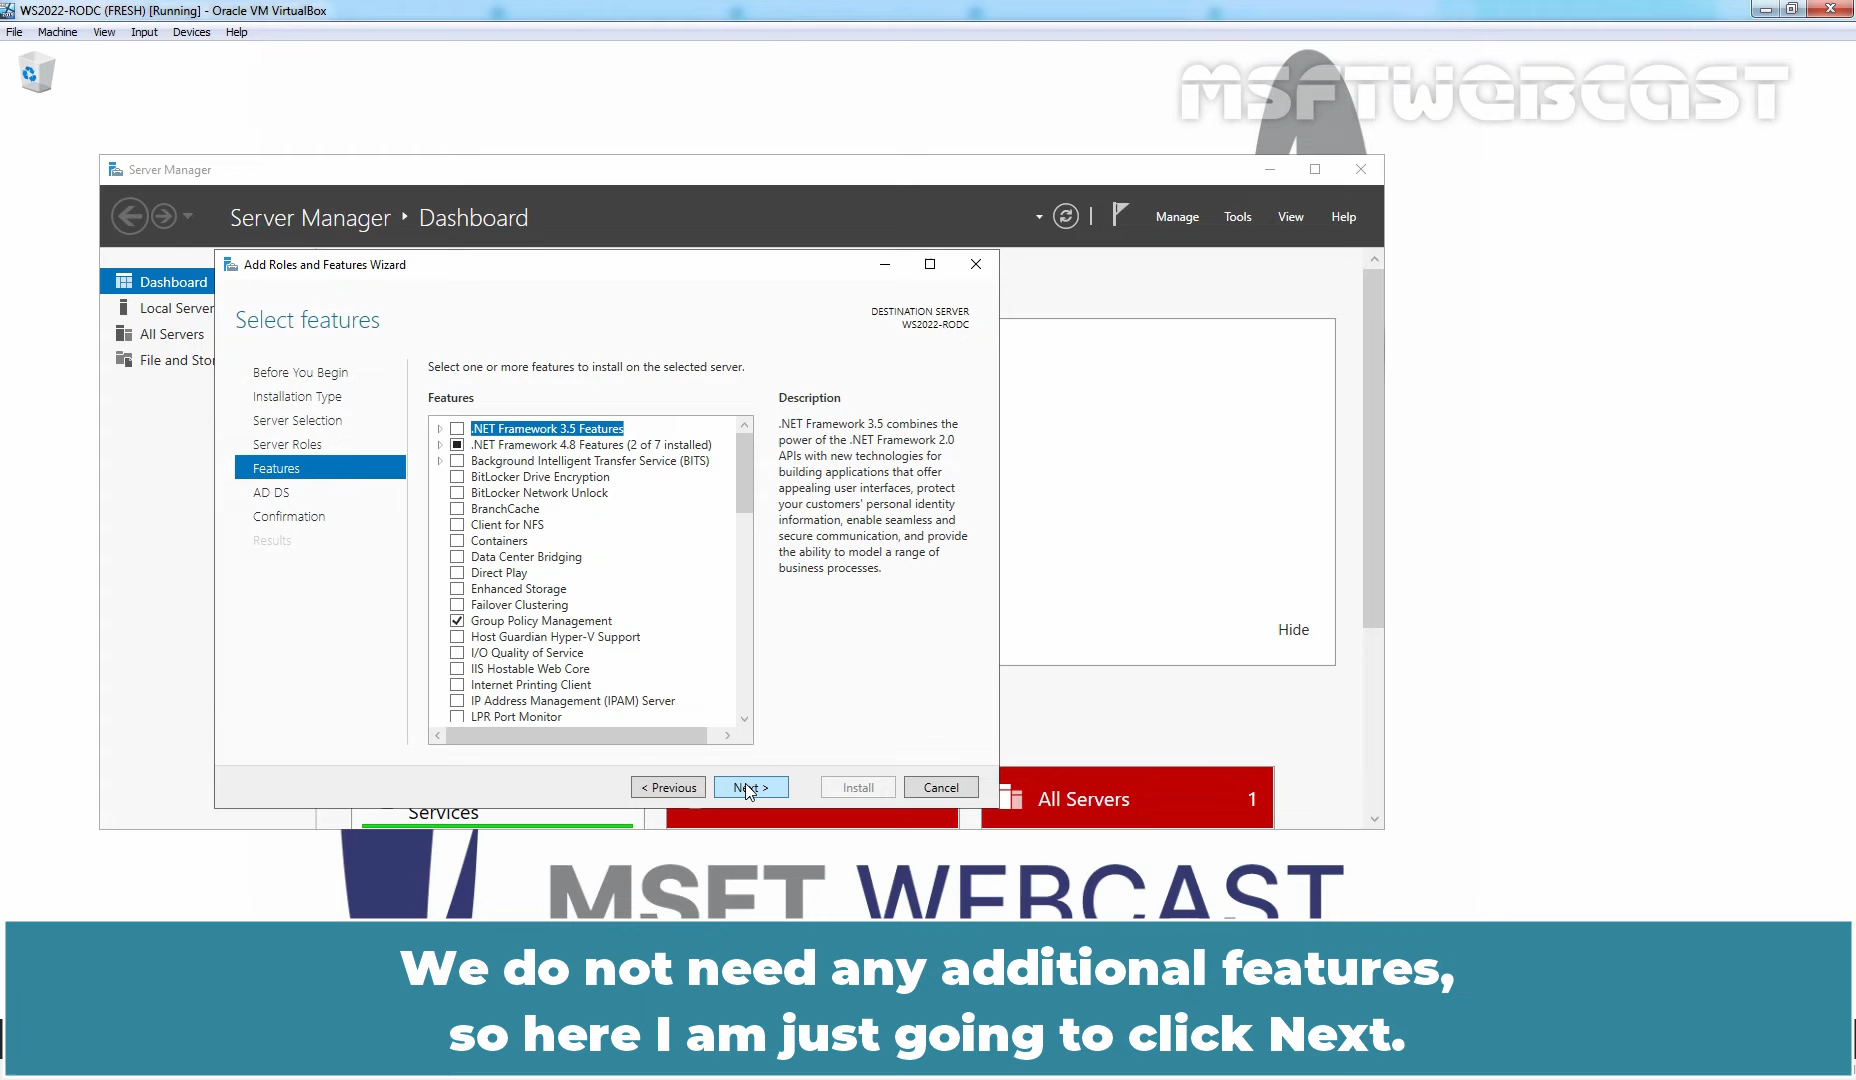 WS2022-RODC (FRESH) [Running] - Oracle VM VirtualBox
File Machine View Input Devices Help
MSFTWEBCAST
Server Manager
Server Manager ‣ Dashboard
Manage Tools View Help
Dashboard
Local Server
All Servers
File and Stor
Add Roles and Features Wizard
Select features
DESTINATION SERVER
WS2022-RODC
Before You Begin
Installation Type
Server Selection
Server Roles
Features
AD DS
Confirmation
Results
Select one or more features to install on the selected server.
Features
.NET Framework 3.5 Features
.NET Framework 4.8 Features (2 of 7 installed)
Background Intelligent Transfer Service (BITS)
BitLocker Drive Encryption
BitLocker Network Unlock
BranchCache
Client for NFS
Containers
Data Center Bridging
Direct Play
Enhanced Storage
Failover Clustering
Group Policy Management
Host Guardian Hyper-V Support
I/O Quality of Service
IIS Hostable Web Core
Internet Printing Client
IP Address Management (IPAM) Server
LPR Port Monitor
Description
.NET Framework 3.5 combines the
power of the .NET Framework 2.0
APIs with new technologies for
building applications that offer
appealing user interfaces, protect
your customers' personal identity
information, enable seamless and
secure communication, and provide
the ability to model a range of
business processes.
Hide
< Previous Next > Install Cancel
Services
All Servers 1
MSFT WEBCAST
We do not need any additional features,
so here I am just going to click Next.